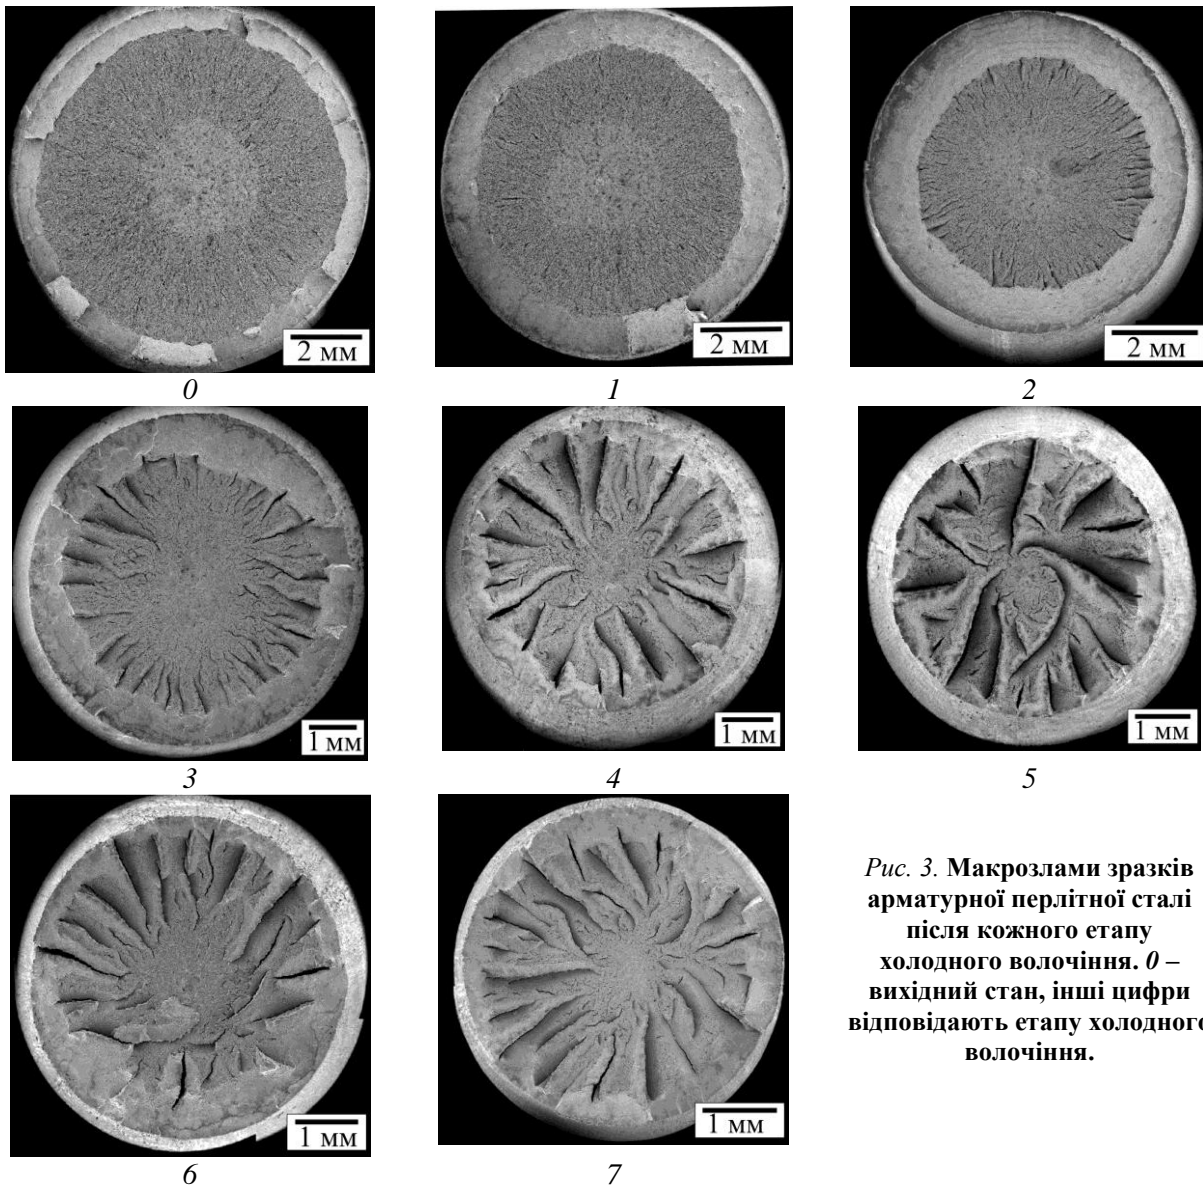 2 мм
2 мм
2 мм
0
1
2
1 мм
1 мм
1 мм
3
4
5
Рис. 3. Макрозлами зразків
арматурної перлітної сталі
після кожного етапу
холодного волочіння. 0 –
вихідний стан, інші цифри
відповідають етапу холодного
волочіння.
1 мм
1 мм
6
7